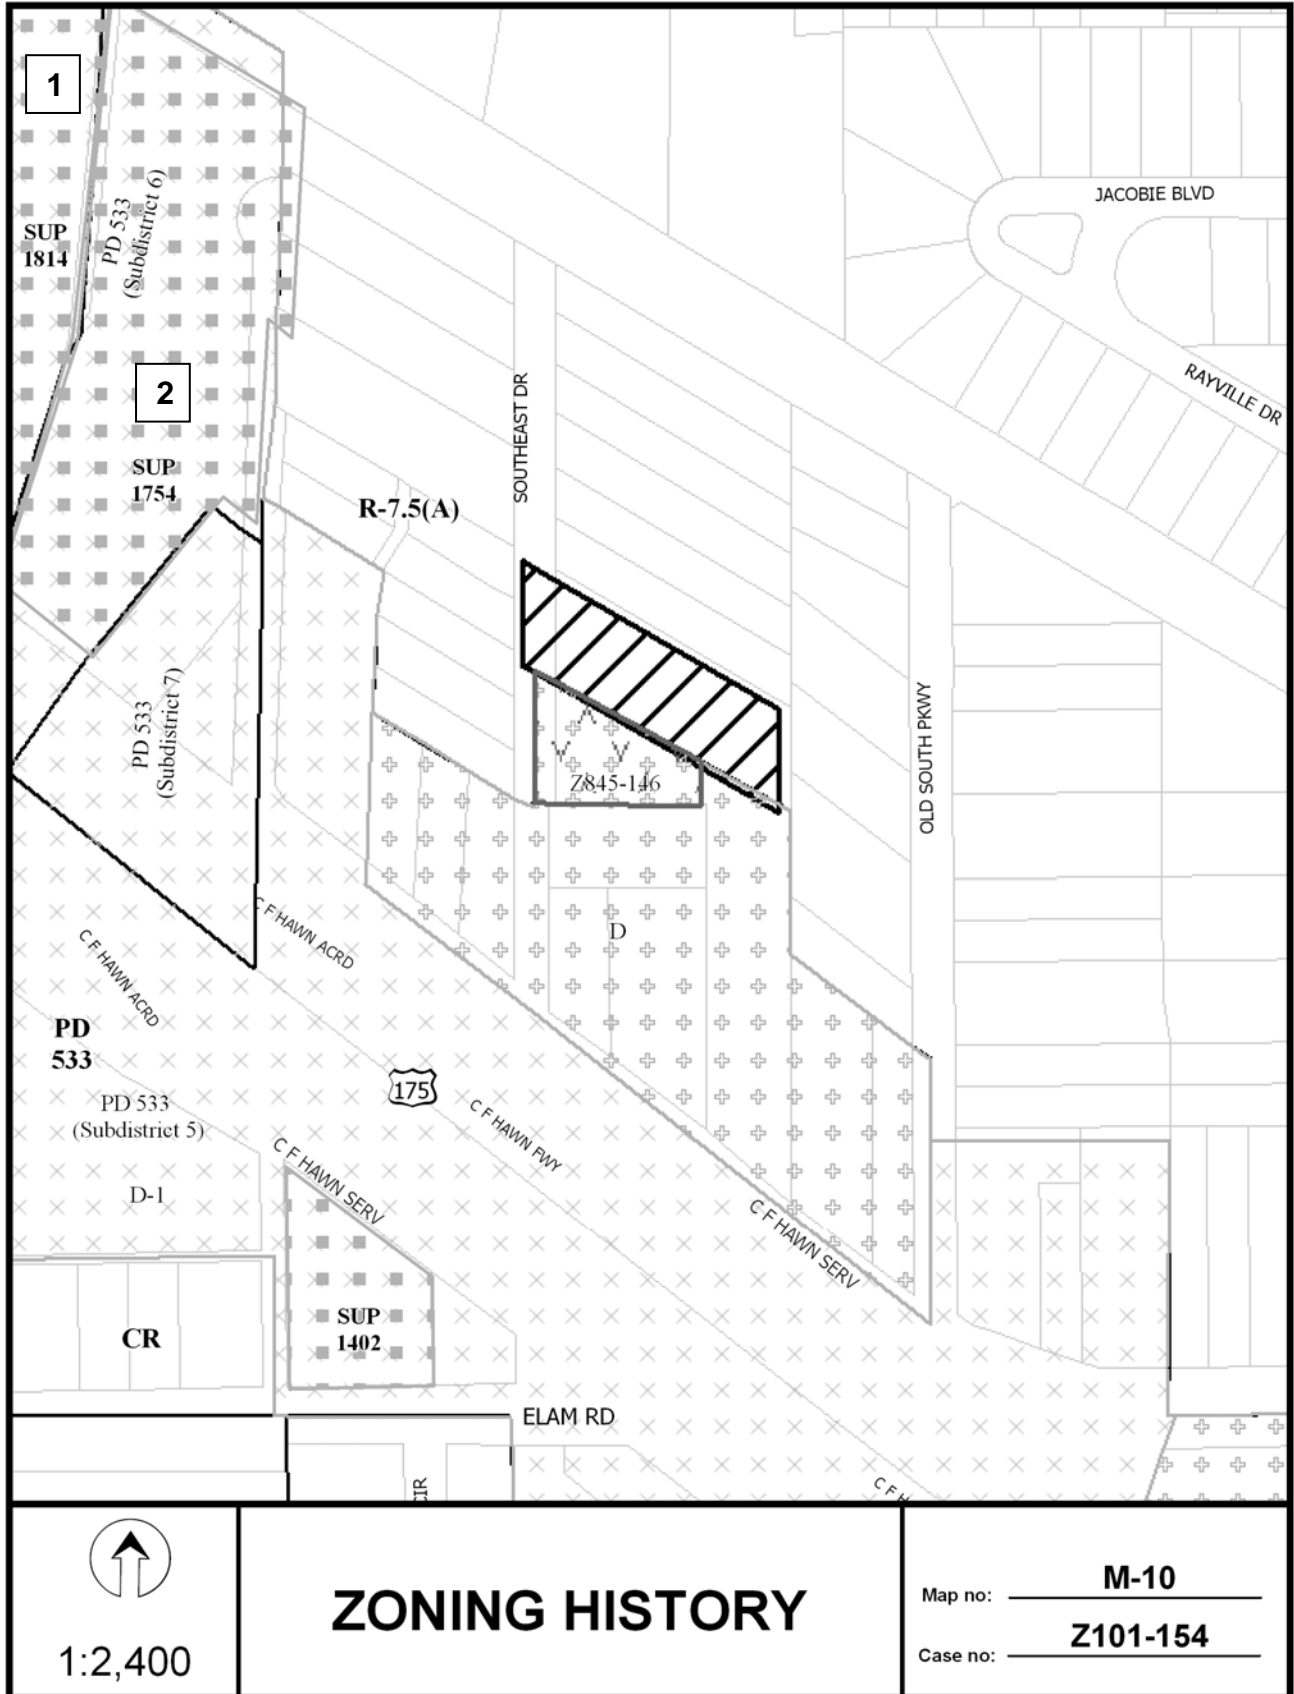 1
JACOBIE BLVD
SUP
1814
PD 533
(Subdistrict 6)
2
RAYVILLE DR
SOUTHEAST DR
SUP
1754
R-7.5(A)
PD 533
(Subdistrict 7)
OLD SOUTH PKWY
Z845-146
C F HAWN ACRD
D
C F HAWN ACRD
PD
533
175
PD 533
(Subdistrict 5)
C F HAWN FWY
C F HAWN SERV
D-1
C F HAWN SERV
SUP
1402
CR
ELAM RD
CIR
C F H
ZONING HISTORY
1:2,400
Map no: M-10
Case no: Z101-154